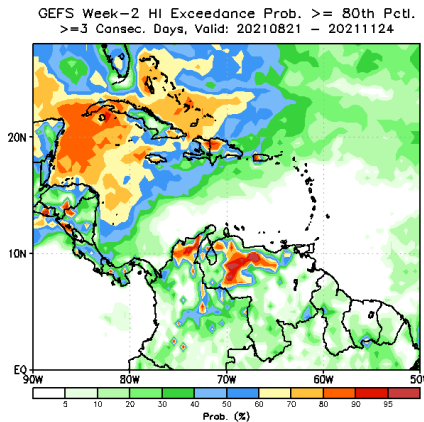 GEFS Week-2 HI Exceedance Prob. >= 80th Pctl.
>=3 Consec. Days, Valid: 20210821 - 20211124
20N
10N
EQ
90W 80W 70W 60W 50
5 10 20 30 40 50 60 70 80 90 95
Prob. (%)